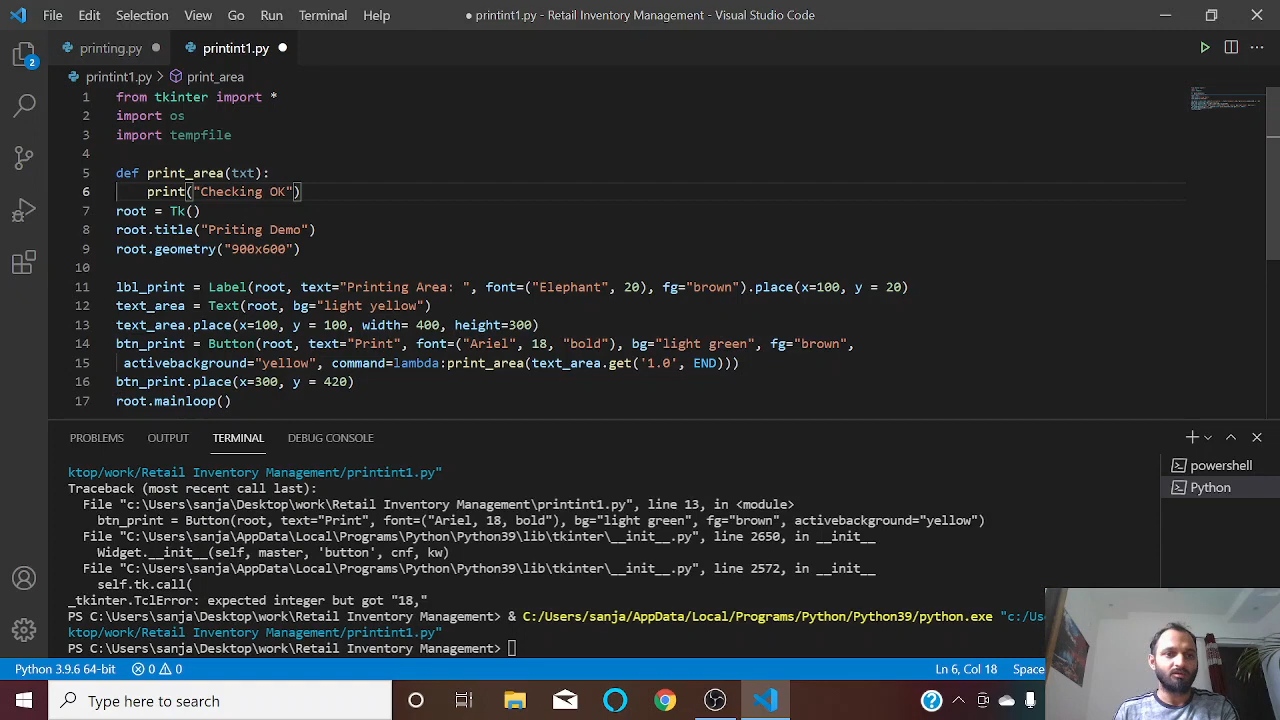 File Edit Selection View Go Run Terminal Help ● printint1.py - Retail Inventory Management - Visual Studio Code
printing.py printint1.py
printint1.py > print_area
1 from tkinter import *
2 import os
3 import tempfile
4
5 def print_area(txt):
6 print("Checking OK")
7 root = Tk()
8 root.title("Priting Demo")
9 root.geometry("900x600")
10
11 lbl_print = Label(root, text="Printing Area: ", font=("Elephant", 20), fg="brown").place(x=100, y = 20)
12 text_area = Text(root, bg="light yellow")
13 text_area.place(x=100, y = 100, width= 400, height=300)
14 btn_print = Button(root, text="Print", font=("Ariel", 18, "bold"), bg="light green", fg="brown",
15 activebackground="yellow", command=lambda:print_area(text_area.get('1.0', END)))
16 btn_print.place(x=300, y = 420)
17 root.mainloop()
2
PROBLEMS OUTPUT TERMINAL DEBUG CONSOLE
powershell
Python
ktop/work/Retail Inventory Management/printint1.py"
Traceback (most recent call last):
File "c:\Users\sanja\Desktop\work\Retail Inventory Management\printint1.py", line 13, in <module>
btn_print = Button(root, text="Print", font=("Ariel, 18, bold"), bg="light green", fg="brown", activebackground="yellow")
File "C:\Users\sanja\AppData\Local\Programs\Python\Python39\lib\tkinter\__init__.py", line 2650, in __init__
Widget.__init__(self, master, 'button', cnf, kw)
File "C:\Users\sanja\AppData\Local\Programs\Python\Python39\lib\tkinter\__init__.py", line 2572, in __init__
self.tk.call(
_tkinter.TclError: expected integer but got "18,"
PS C:\Users\sanja\Desktop\work\Retail Inventory Management> & C:/Users/sanja/AppData/Local/Programs/Python/Python39/python.exe "c:/Us
ktop/work/Retail Inventory Management/printint1.py"
PS C:\Users\sanja\Desktop\work\Retail Inventory Management>
Python 3.9.6 64-bit 0 0 Ln 6, Col 18 Space
Type here to search